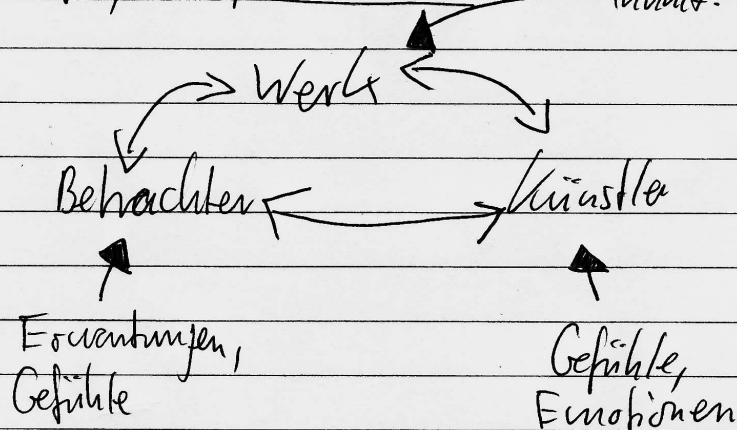 Werk
Betrachter Künstler
Erwartungen, Gefühle,
Gefühle Emotionen